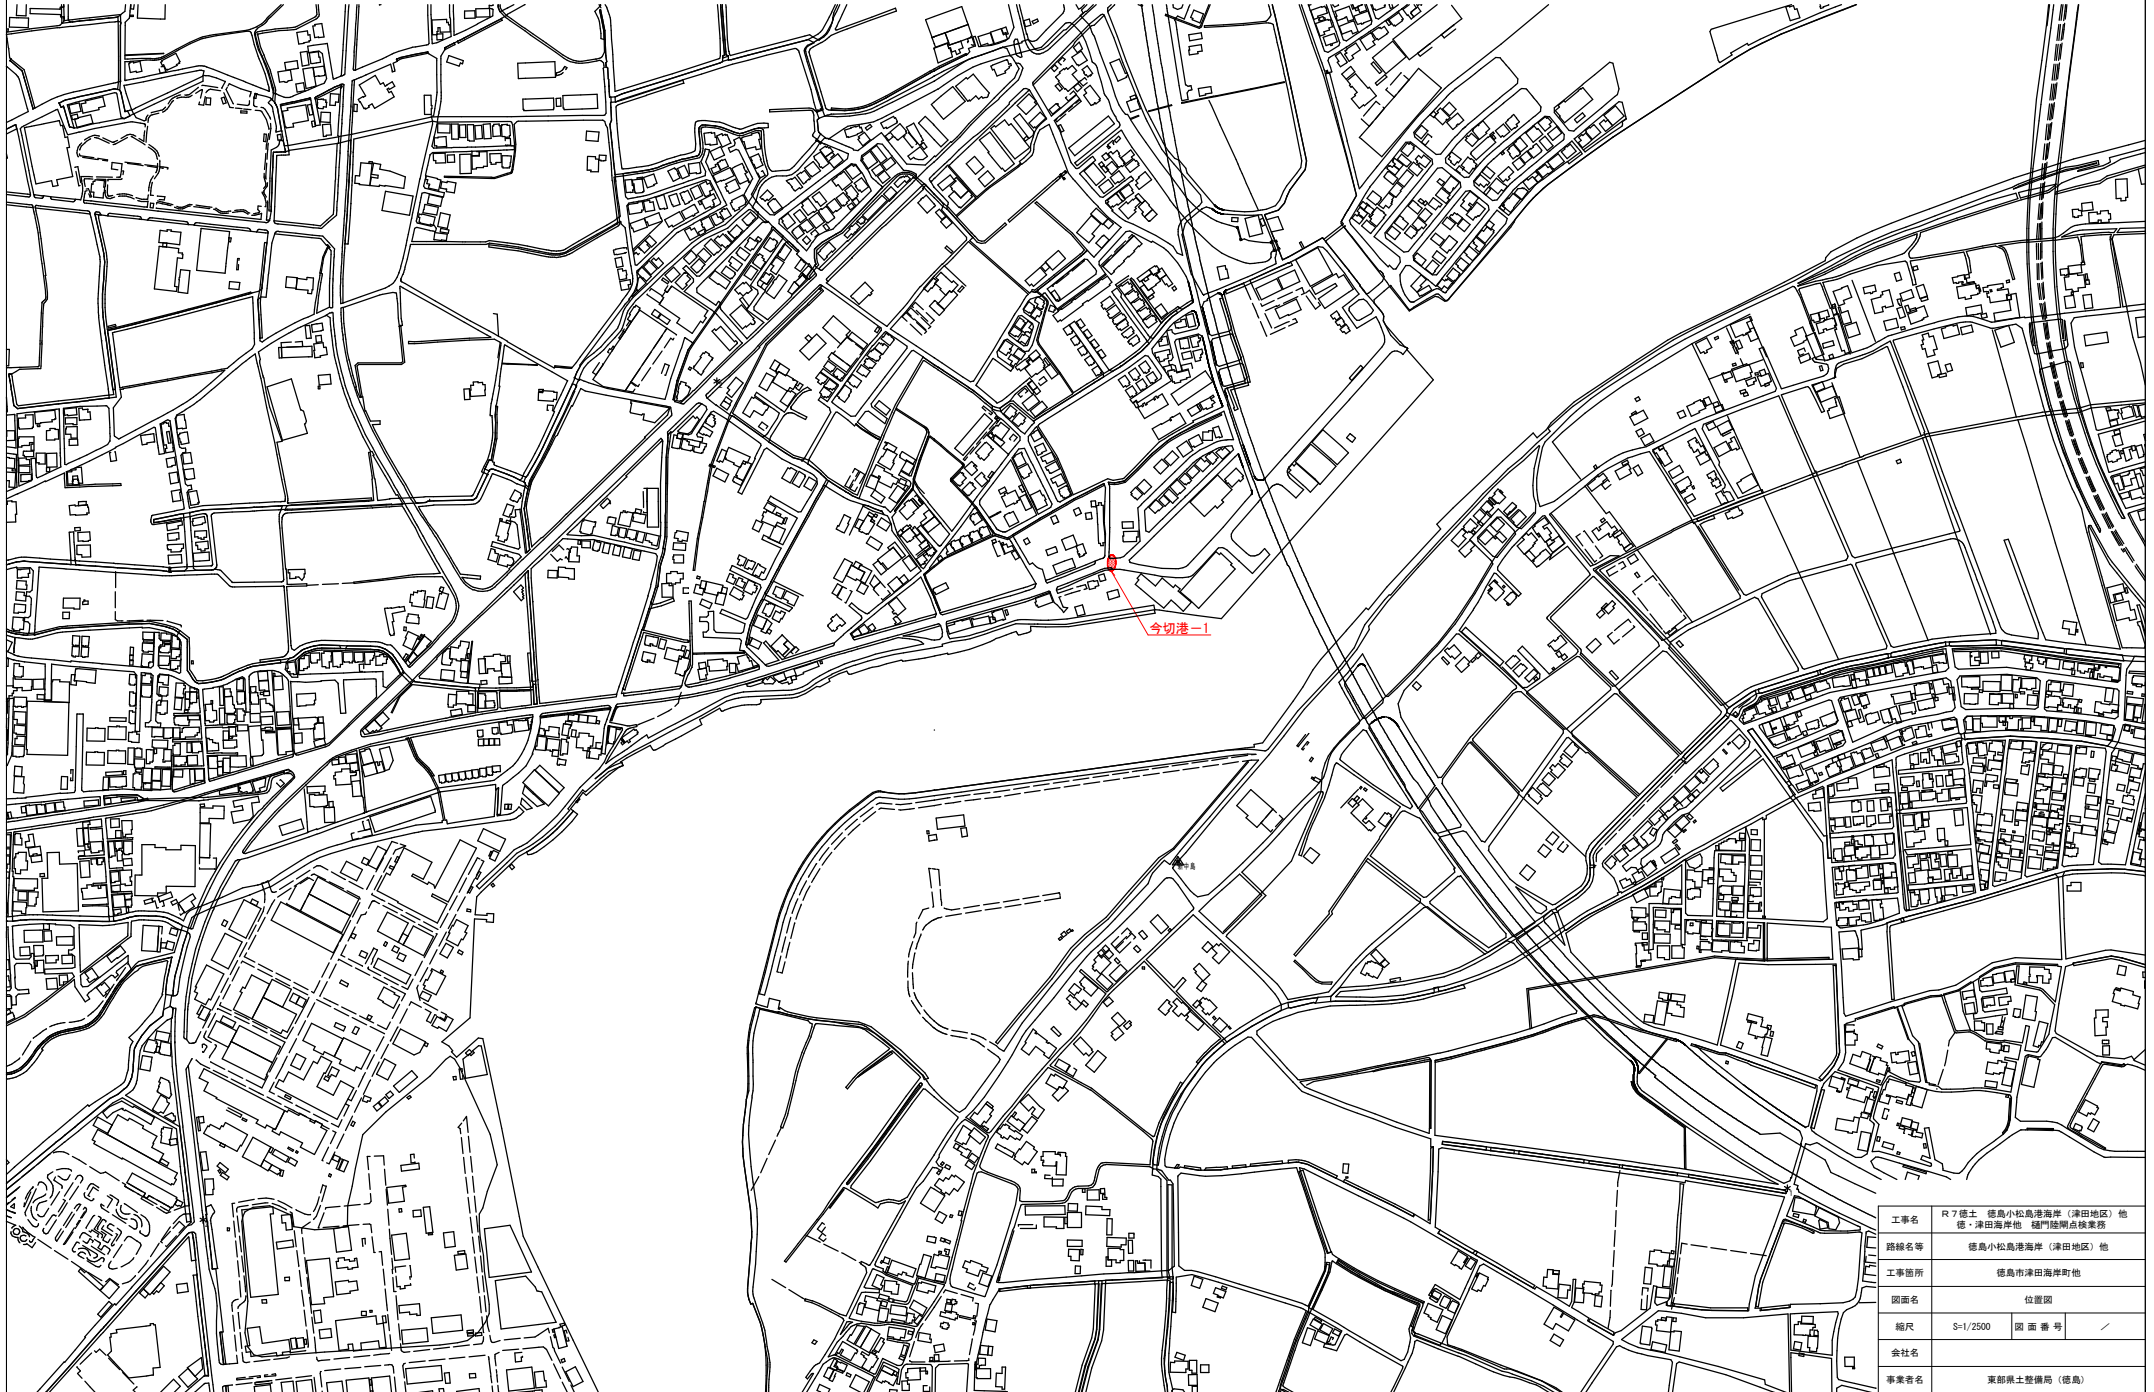 今切港－1
中島
工事名 R7徳土 徳島小松島港海岸（津田地区）他
徳・津田海岸他 樋門陸閘点検業務
路線名等 徳島小松島港海岸（津田地区）他
工事箇所 徳島市津田海岸町他
図面名 位置図
縮尺 S=1/2500 図面番号 ／
会社名
事業者名 東部県土整備局（徳島）